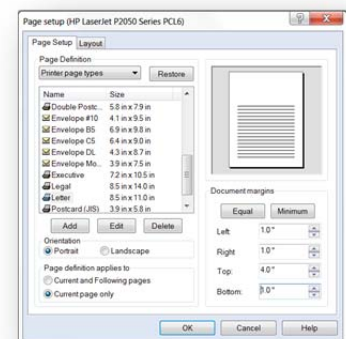 Page setup (HP LaserJet P2050 Series PCL6)
Page Setup Layout
Page Definition
Printer page types
Restore
Name Size
Double Postc... 5.8 in x 7.9 in
Envelope #10 4.1 in x 9.5 in
Envelope B5 6.9 in x 9.8 in
Envelope C5 6.4 in x 9.0 in
Envelope DL 4.3 in x 8.7 in
Envelope Mo... 3.9 in x 7.5 in
Executive 7.2 in x 10.5 in
Legal 8.5 in x 14.0 in
Letter 8.5 in x 11.0 in
Postcard (JIS) 3.9 in x 5.8 in
Add Edit Delete
Orientation
Portrait Landscape
Page definition applies to
Current and Following pages
Current page only
Document margins
Equal Minimum
Left: 1.0"
Right 1.0"
Top: 4.0"
Bottom: 1.0"
OK Cancel Help